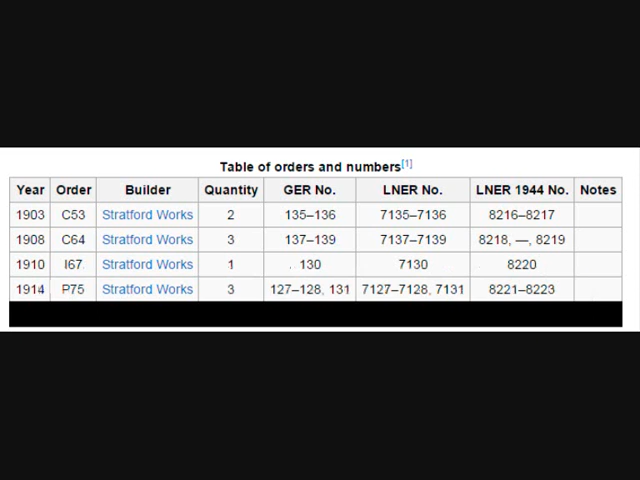 Table of orders and numbers[1]
Year Order Builder Quantity GER No. LNER No. LNER 1944 No. Notes
1903 C53 Stratford Works 2 135–136 7135–7136 8216–8217
1908 C64 Stratford Works 3 137–139 7137–7139 8218, —, 8219
1910 I67 Stratford Works 1 130 7130 8220
1914 P75 Stratford Works 3 127–128, 131 7127–7128, 7131 8221–8223